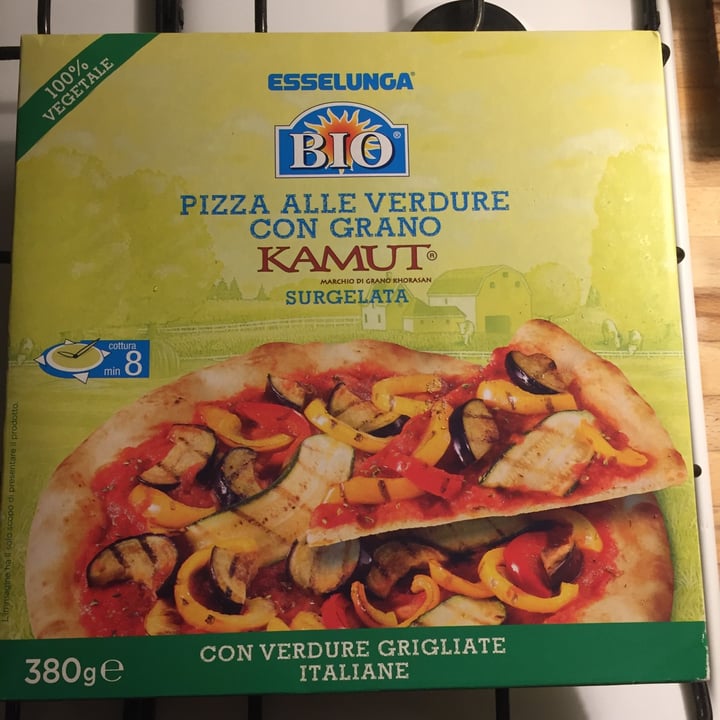 100%
VEGETALE
ESSELUNGA®
BIO®
PIZZA ALLE VERDURE
CON GRANO
KAMUT®
MARCHIO DI GRANO KHORASAN
SURGELATA
cottura
min 8
L'immagine ha il solo scopo di presentare il prodotto.
CON VERDURE GRIGLIATE
ITALIANE
380g℮